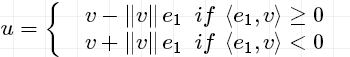 u = { v − ‖v‖ e₁ if ⟨e₁, v⟩ ≥ 0
v + ‖v‖ e₁ if ⟨e₁, v⟩ < 0